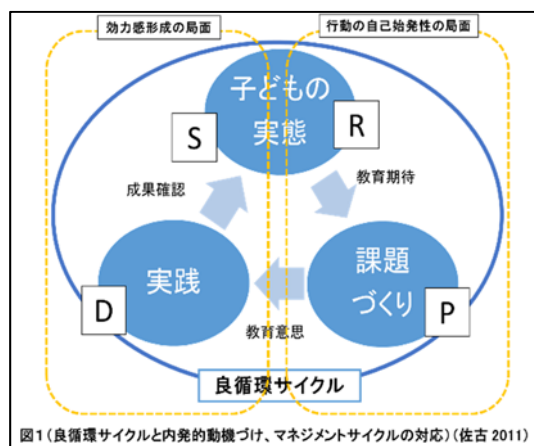 効力感形成の局面
行動の自己始発性の局面
子どもの
実態
S
R
成果確認
教育期待
実践
課題
づくり
D
P
教育意思
良循環サイクル
図1(良循環サイクルと内発的動機づけ、マネジメントサイクルの対応)(佐古 2011)